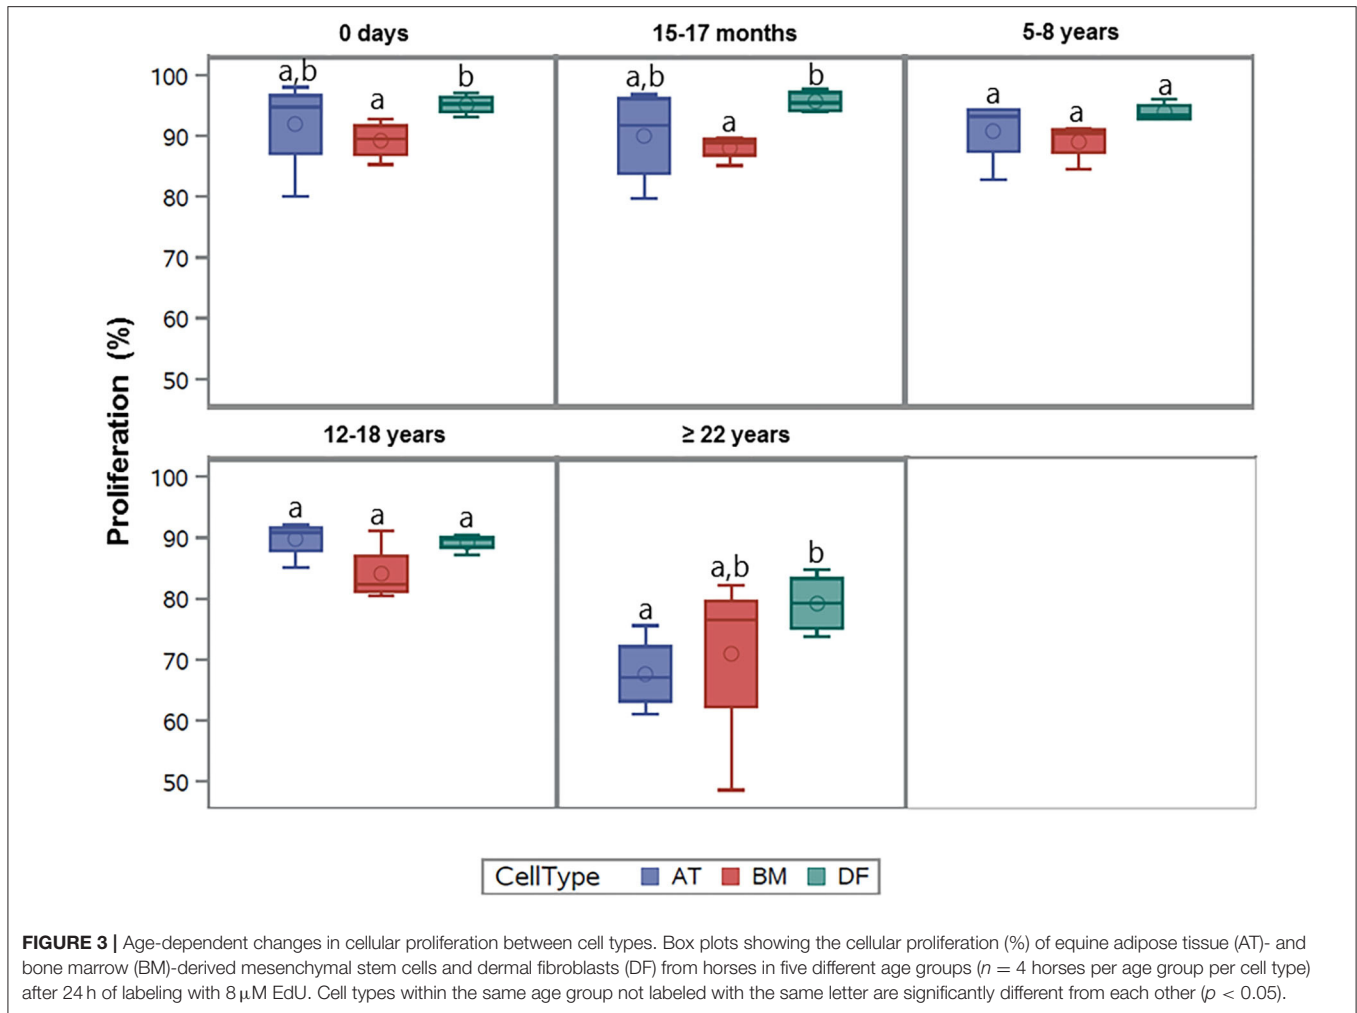 0 days 15-17 months 5-8 years
a,b a b a,b a b a a a
100
90
80
70
60
50
Proliferation (%)
12-18 years ≥ 22 years
a a a a a,b b
100
90
80
70
60
50
CellType AT BM DF
FIGURE 3 | Age-dependent changes in cellular proliferation between cell types. Box plots showing the cellular proliferation (%) of equine adipose tissue (AT)- and
bone marrow (BM)-derived mesenchymal stem cells and dermal fibroblasts (DF) from horses in five different age groups (n = 4 horses per age group per cell type)
after 24 h of labeling with 8 μM EdU. Cell types within the same age group not labeled with the same letter are significantly different from each other (p < 0.05).